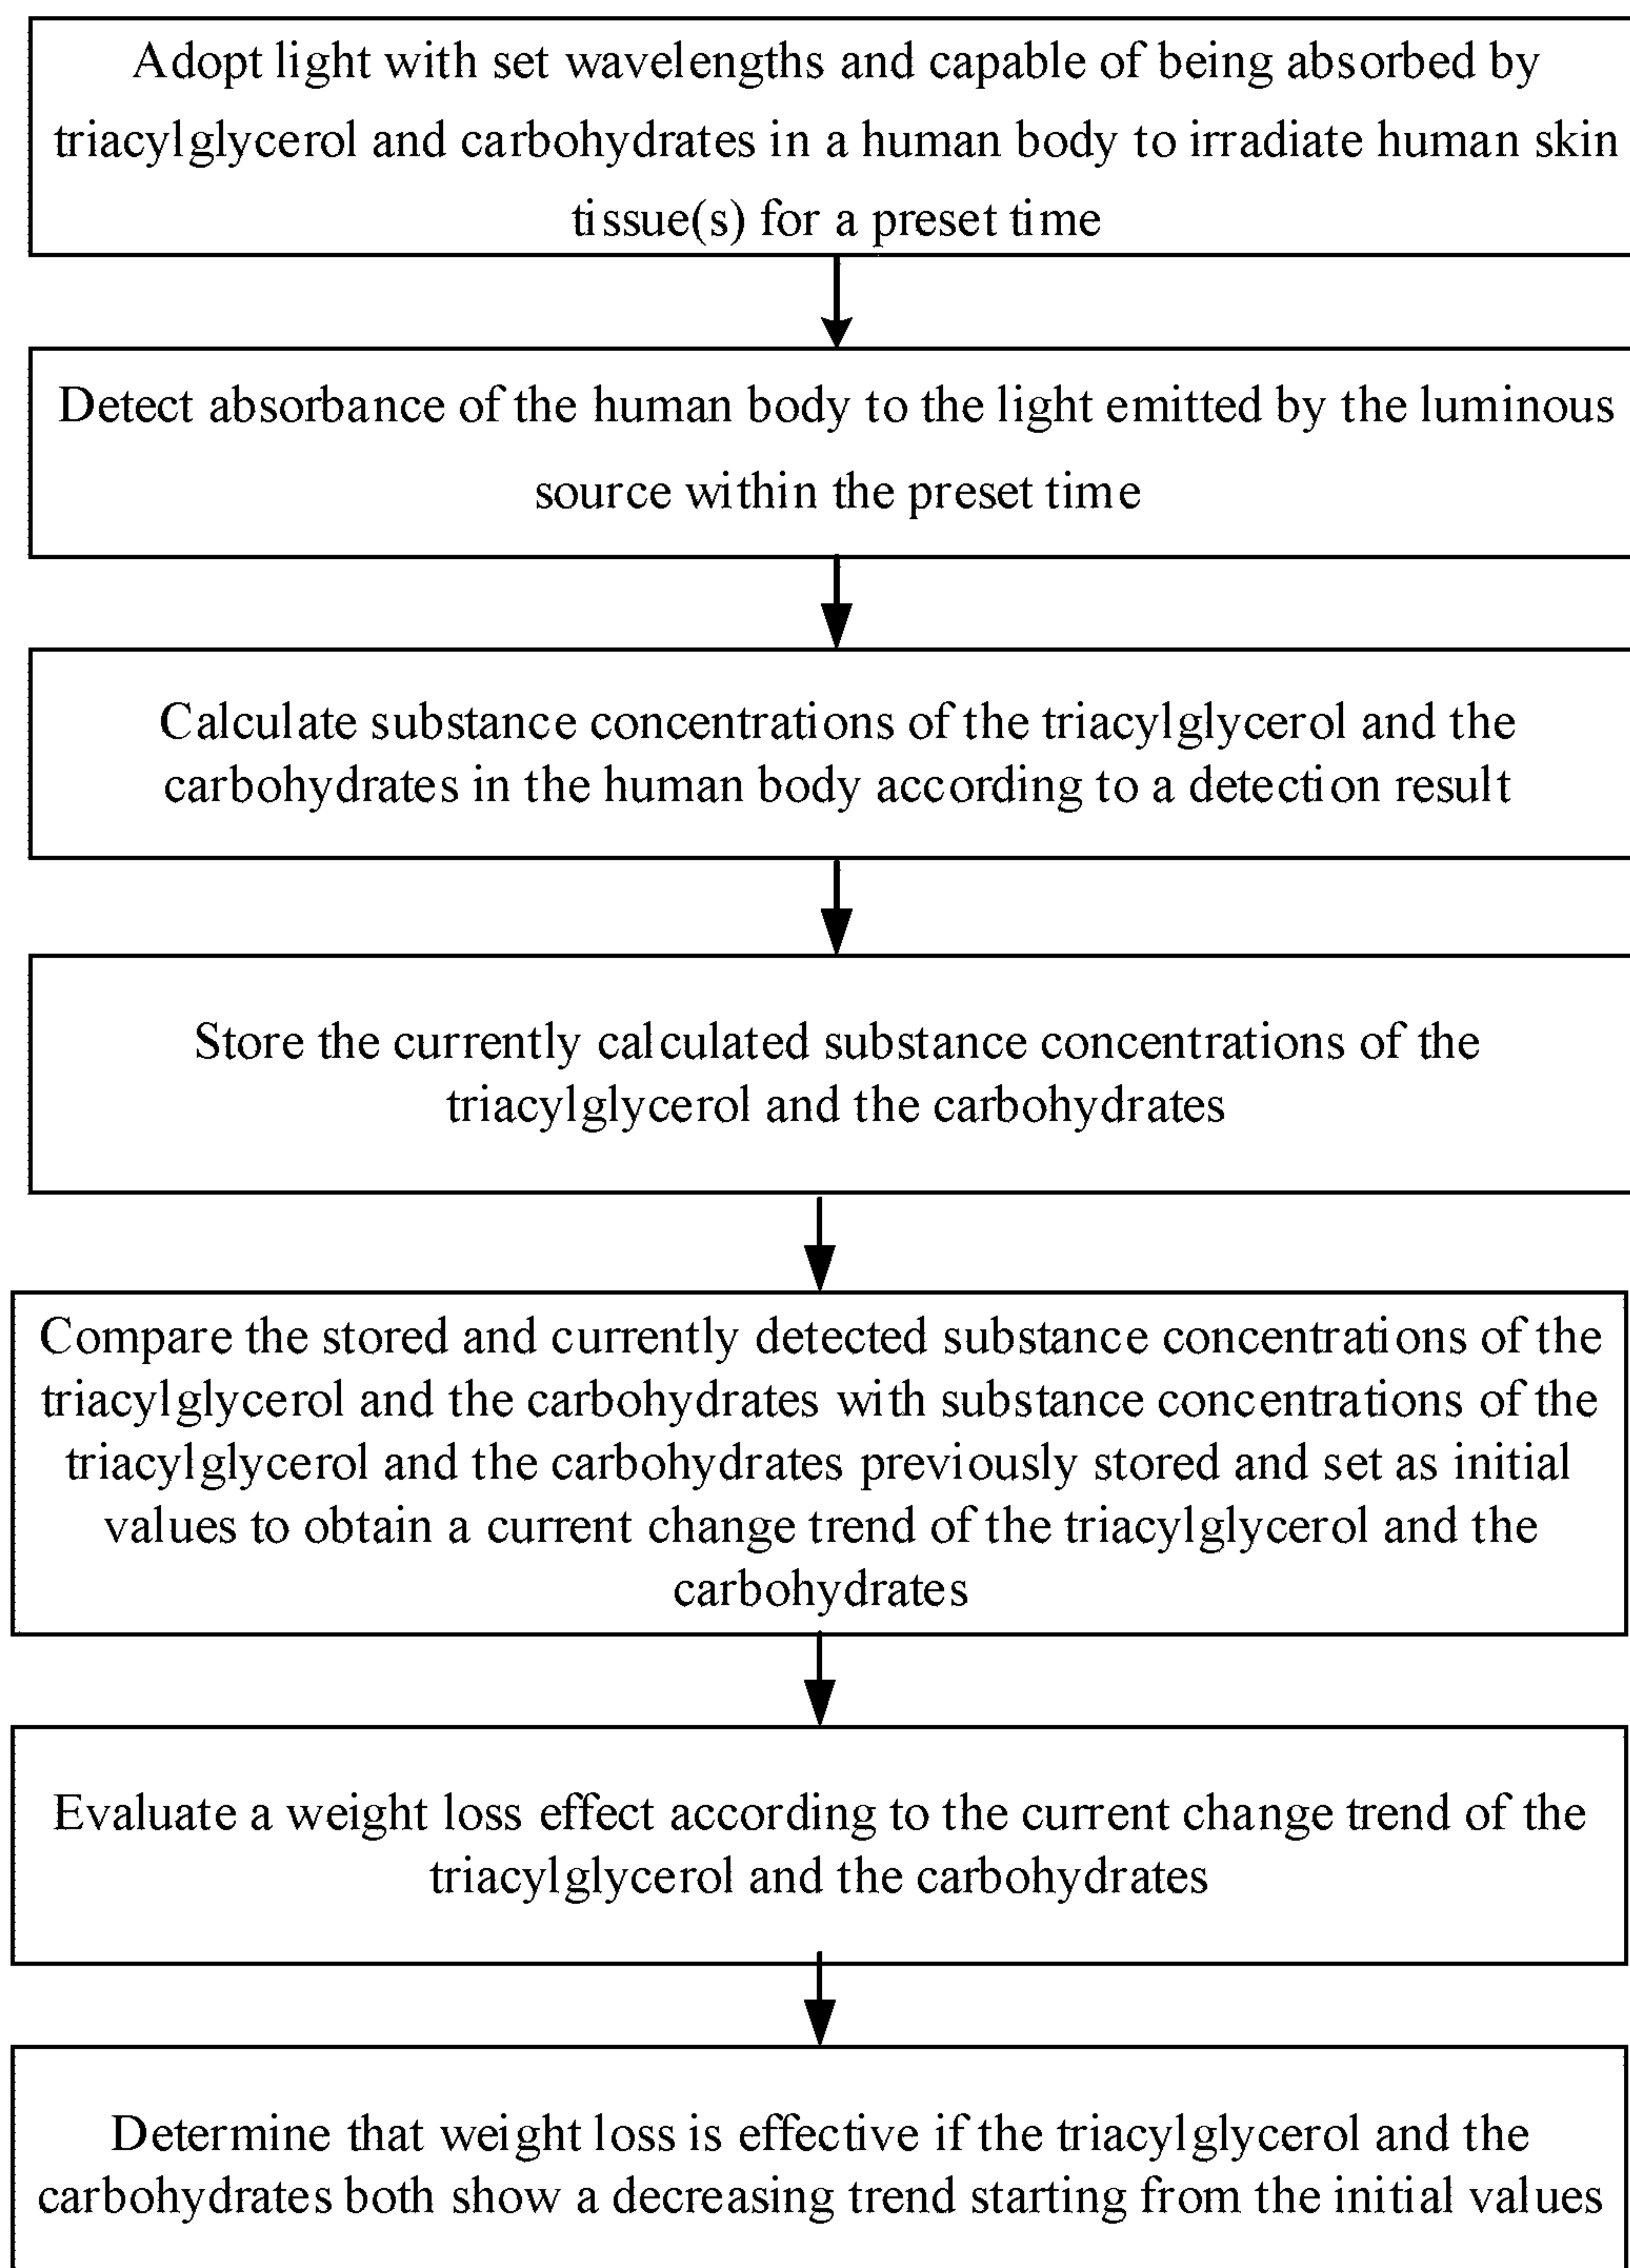 Adopt light with set wavelengths and capable of being absorbed by
triacylglycerol and carbohydrates in a human body to irradiate human skin
tissue(s) for a preset time
Detect absorbance of the human body to the light emitted by the luminous
source within the preset time
Calculate substance concentrations of the triacylglycerol and the
carbohydrates in the human body according to a detection result
Store the currently calculated substance concentrations of the
triacylglycerol and the carbohydrates
Compare the stored and currently detected substance concentrations of the
triacylglycerol and the carbohydrates with substance concentrations of the
triacylglycerol and the carbohydrates previously stored and set as initial
values to obtain a current change trend of the triacylglycerol and the
carbohydrates
Evaluate a weight loss effect according to the current change trend of the
triacylglycerol and the carbohydrates
Determine that weight loss is effective if the triacylglycerol and the
carbohydrates both show a decreasing trend starting from the initial values